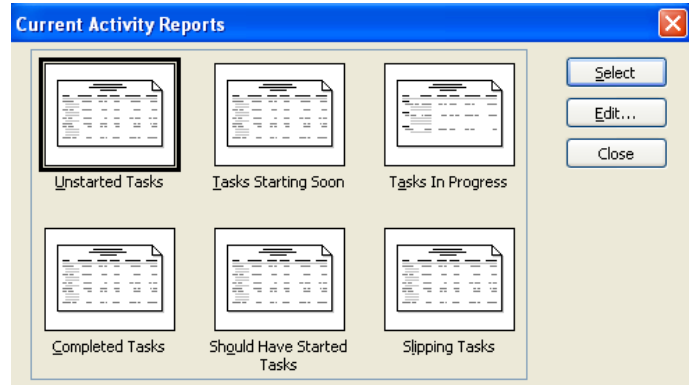 Current Activity Reports
Select
Edit...
Close
Unstarted Tasks
Tasks Starting Soon
Tasks In Progress
Completed Tasks
Should Have Started
Tasks
Slipping Tasks